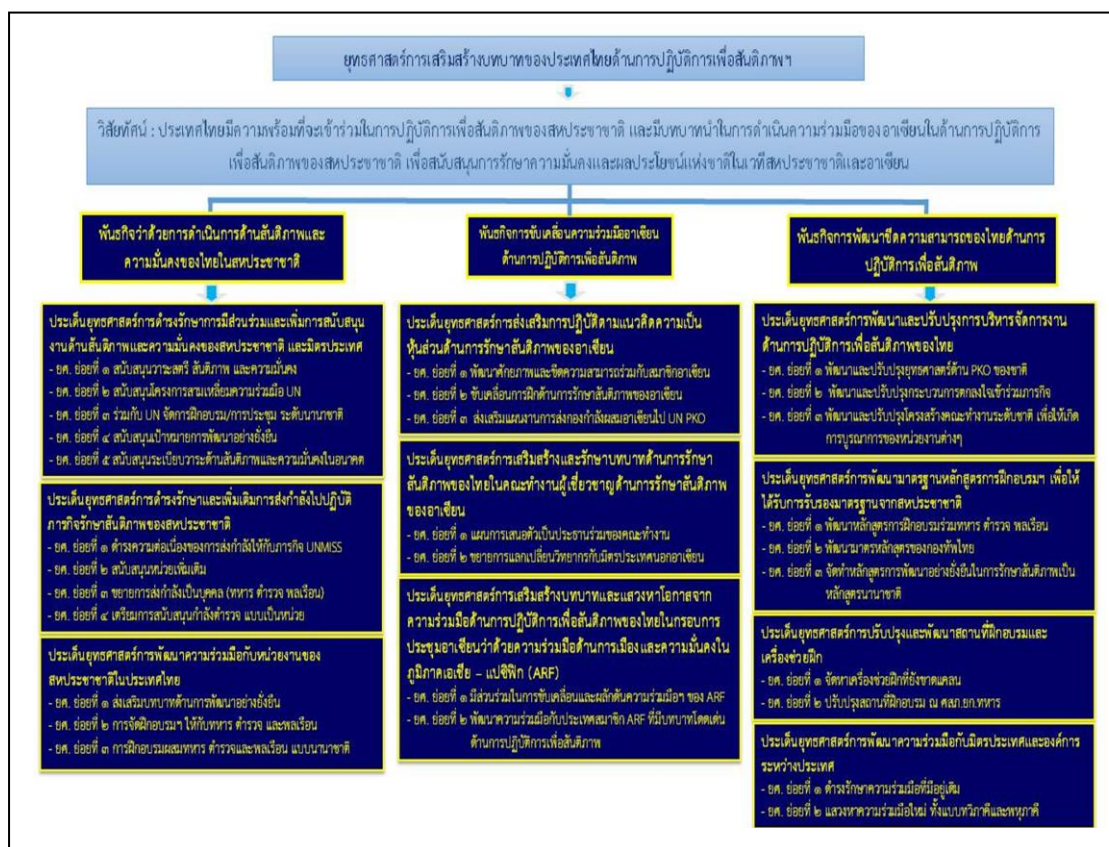 ยุทธศาสตร์การเสริมสร้างบทบาทของประเทศไทยด้านการปฏิบัติการเพื่อสันติภาพฯ
วิสัยทัศน์ : ประเทศไทยมีความพร้อมที่จะเข้าร่วมในการปฏิบัติการเพื่อสันติภาพของสหประชาชาติ และมีบทบาทนำในการดำเนินความร่วมมือของอาเซียนในด้านการปฏิบัติการ
เพื่อสันติภาพของสหประชาชาติ เพื่อสนับสนุนการรักษาความมั่นคงและผลประโยชน์แห่งชาติในเวทีสหประชาชาติและอาเซียน
พันธกิจว่าด้วยการดำเนินการด้านสันติภาพและ
ความมั่นคงของไทยในสหประชาชาติ
ประเด็นยุทธศาสตร์การดำรงรักษาการมีส่วนร่วมและเพิ่มการสนับสนุน
งานด้านสันติภาพและความมั่นคงของสหประชาชาติ และมิตรประเทศ
- ยศ. ย่อยที่ ๑ สนับสนุนวาระสตรี สันติภาพ และความมั่นคง
- ยศ. ย่อยที่ ๒ สนับสนุนโครงการสามเหลี่ยมความร่วมมือ UN
- ยศ. ย่อยที่ ๓ ร่วมกับ UN จัดการฝึกอบรม/การประชุม ระดับนานาชาติ
- ยศ. ย่อยที่ ๔ สนับสนุนเป้าหมายการพัฒนาอย่างยั่งยืน
- ยศ. ย่อยที่ ๕ สนับสนุนระเบียบวาระด้านสันติภาพและความมั่นคงในอนาคต
ประเด็นยุทธศาสตร์การดำรงรักษาและเพิ่มเติมการส่งกำลังไปปฏิบัติ
ภารกิจรักษาสันติภาพของสหประชาชาติ
- ยศ. ย่อยที่ ๑ ดำรงความต่อเนื่องของการส่งกำลังให้กับภารกิจ UNMISS
- ยศ. ย่อยที่ ๒ สนับสนุนหน่วยเพิ่มเติม
- ยศ. ย่อยที่ ๓ ขยายการส่งกำลังเป็นบุคคล (ทหาร ตำรวจ พลเรือน)
- ยศ. ย่อยที่ ๔ เตรียมการสนับสนุนกำลังตำรวจ แบบเป็นหน่วย
ประเด็นยุทธศาสตร์การพัฒนาความร่วมมือกับหน่วยงานของ
สหประชาชาติในประเทศไทย
- ยศ. ย่อยที่ ๑ ส่งเสริมบทบาทด้านการพัฒนาอย่างยั่งยืน
- ยศ. ย่อยที่ ๒ การจัดฝึกอบรมฯ ให้กับทหาร ตำรวจ และพลเรือน
- ยศ. ย่อยที่ ๓ การฝึกอบรมผสมทหาร ตำรวจและพลเรือน แบบนานาชาติ
พันธกิจการขับเคลื่อนความร่วมมืออาเซียน
ด้านการปฏิบัติการเพื่อสันติภาพ
ประเด็นยุทธศาสตร์การส่งเสริมการปฏิบัติตามแนวคิดความเป็น
หุ้นส่วนด้านการรักษาสันติภาพของอาเซียน
- ยศ. ย่อยที่ ๑ พัฒนาศักยภาพและขีดความสามารถร่วมกับสมาชิกอาเซียน
- ยศ. ย่อยที่ ๒ ขับเคลื่อนการฝึกด้านการรักษาสันติภาพของอาเซียน
- ยศ. ย่อยที่ ๓ ส่งเสริมแผนงานการส่งกองกำลังผสมอาเซียนไป UN PKO
ประเด็นยุทธศาสตร์การเสริมสร้างและรักษาบทบาทด้านการรักษา
สันติภาพของไทยในคณะทำงานผู้เชี่ยวชาญด้านการรักษาสันติภาพ
ของอาเซียน
- ยศ. ย่อยที่ ๑ แผนการเสนอตัวเป็นประธานร่วมของคณะทำงาน
- ยศ. ย่อยที่ ๒ ขยายการแลกเปลี่ยนวิทยากรกับมิตรประเทศนอกอาเซียน
ประเด็นยุทธศาสตร์การเสริมสร้างบทบาทและแสวงหาโอกาสจาก
ความร่วมมือด้านการปฏิบัติการเพื่อสันติภาพของไทยในกรอบการ
ประชุมอาเซียนว่าด้วยความร่วมมือด้านการเมืองและความมั่นคงใน
ภูมิภาคเอเชีย – แปซิฟิก (ARF)
- ยศ. ย่อยที่ ๑ มีส่วนร่วมในการขับเคลื่อนและผลักดันความร่วมมือฯ ของ ARF
- ยศ. ย่อยที่ ๒ พัฒนาความร่วมมือกับประเทศสมาชิก ARF ที่มีบทบาทโดดเด่น
ด้านการปฏิบัติการเพื่อสันติภาพ
พันธกิจการพัฒนาขีดความสามารถของไทยด้านการ
ปฏิบัติการเพื่อสันติภาพ
ประเด็นยุทธศาสตร์การพัฒนาและปรับปรุงการบริหารจัดการงาน
ด้านการปฏิบัติการเพื่อสันติภาพของไทย
- ยศ. ย่อยที่ ๑ พัฒนาและปรับปรุงยุทธศาสตร์ด้าน PKO ของชาติ
- ยศ. ย่อยที่ ๒ พัฒนาและปรับปรุงกระบวนการตกลงใจเข้าร่วมภารกิจ
- ยศ. ย่อยที่ ๓ พัฒนาและปรับปรุงโครงสร้างคณะทำงานระดับชาติ เพื่อให้เกิด
การบูรณาการของหน่วยงานต่างๆ
ประเด็นยุทธศาสตร์การพัฒนามาตรฐานหลักสูตรการฝึกอบรมฯ เพื่อให้
ได้รับการรับรองมาตรฐานจากสหประชาชาติ
- ยศ. ย่อยที่ ๑ พัฒนาหลักสูตรการฝึกอบรมร่วมทหาร ตำรวจ พลเรือน
- ยศ. ย่อยที่ ๒ พัฒนามาตรหลักสูตรของกองทัพไทย
- ยศ. ย่อยที่ ๓ จัดทำหลักสูตรการพัฒนาอย่างยั่งยืนในการรักษาสันติภาพเป็น
หลักสูตรนานาชาติ
ประเด็นยุทธศาสตร์การปรับปรุงและพัฒนาสถานที่ฝึกอบรมและ
เครื่องช่วยฝึก
- ยศ. ย่อยที่ ๑ จัดหาเครื่องช่วยฝึกที่ยังขาดแคลน
- ยศ. ย่อยที่ ๒ ปรับปรุงสถานที่ฝึกอบรม ณ ศสภ.ยก.ทหาร
ประเด็นยุทธศาสตร์การพัฒนาความร่วมมือกับมิตรประเทศและองค์การ
ระหว่างประเทศ
- ยศ. ย่อยที่ ๑ ดำรงรักษาความร่วมมือที่มีอยู่เดิม
- ยศ. ย่อยที่ ๒ แสวงหาความร่วมมือใหม่ ทั้งแบบทวิภาคีและพหุภาคี